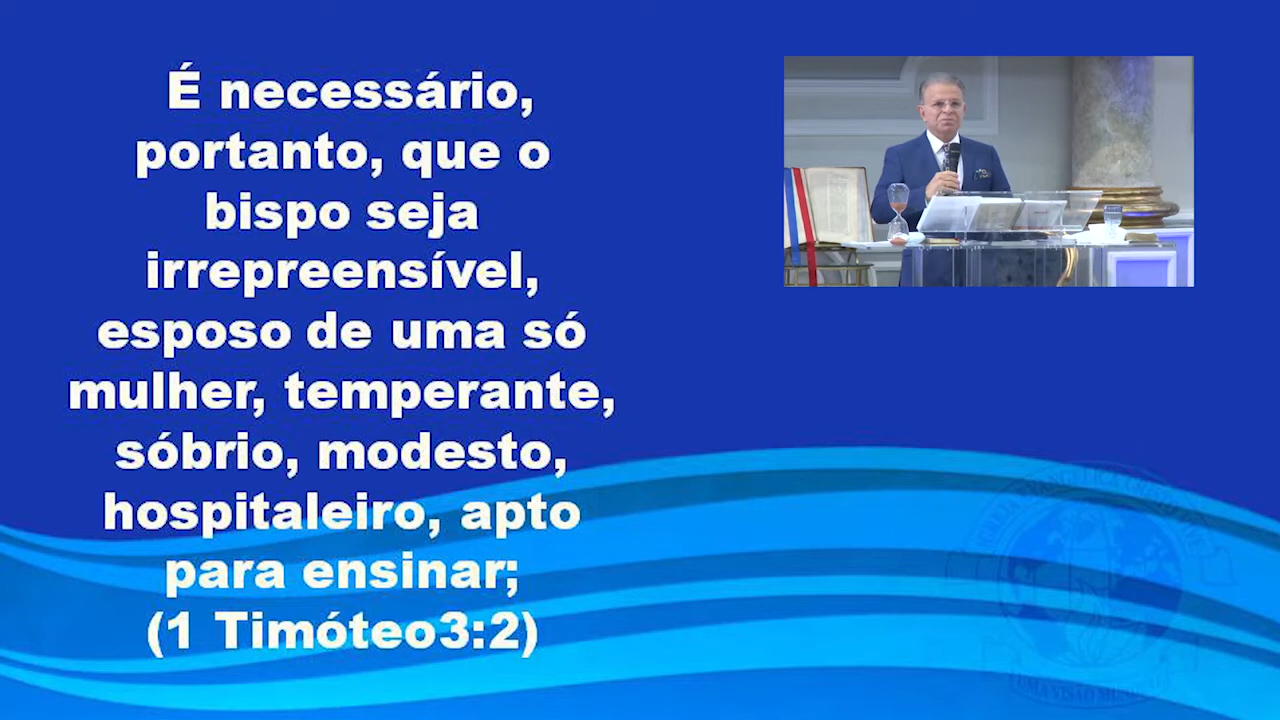 É necessário,
portanto, que o
bispo seja
irrepreensível,
esposo de uma só
mulher, temperante,
sóbrio, modesto,
hospitaleiro, apto
para ensinar;
(1 Timóteo3:2)